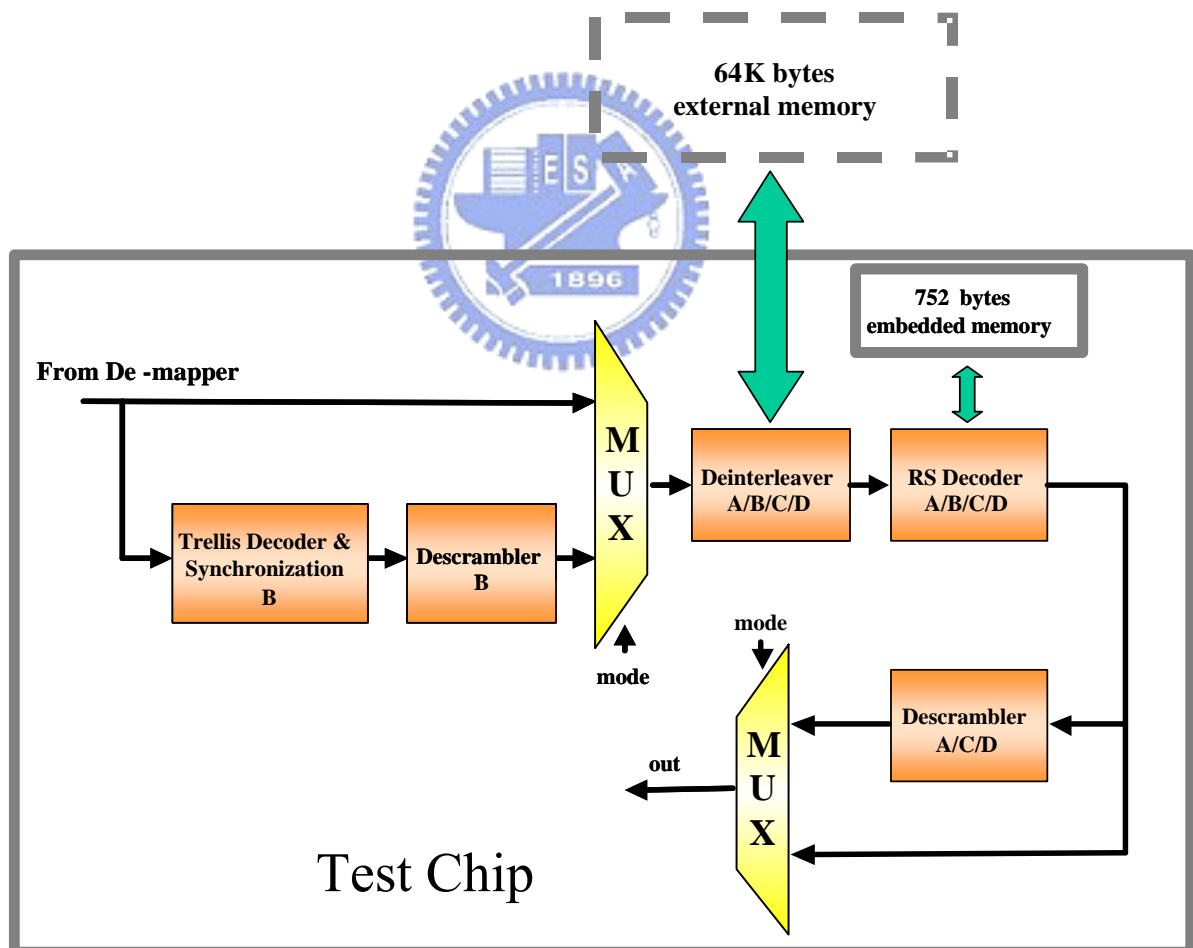 64K bytes
external memory
E S A
1896
752 bytes
embedded memory
From De -mapper
M
U
X
Deinterleaver
A/B/C/D
RS Decoder
A/B/C/D
Trellis Decoder &
Synchronization
B
Descrambler
B
mode
mode
Descrambler
A/C/D
M
U
X
out
Test Chip